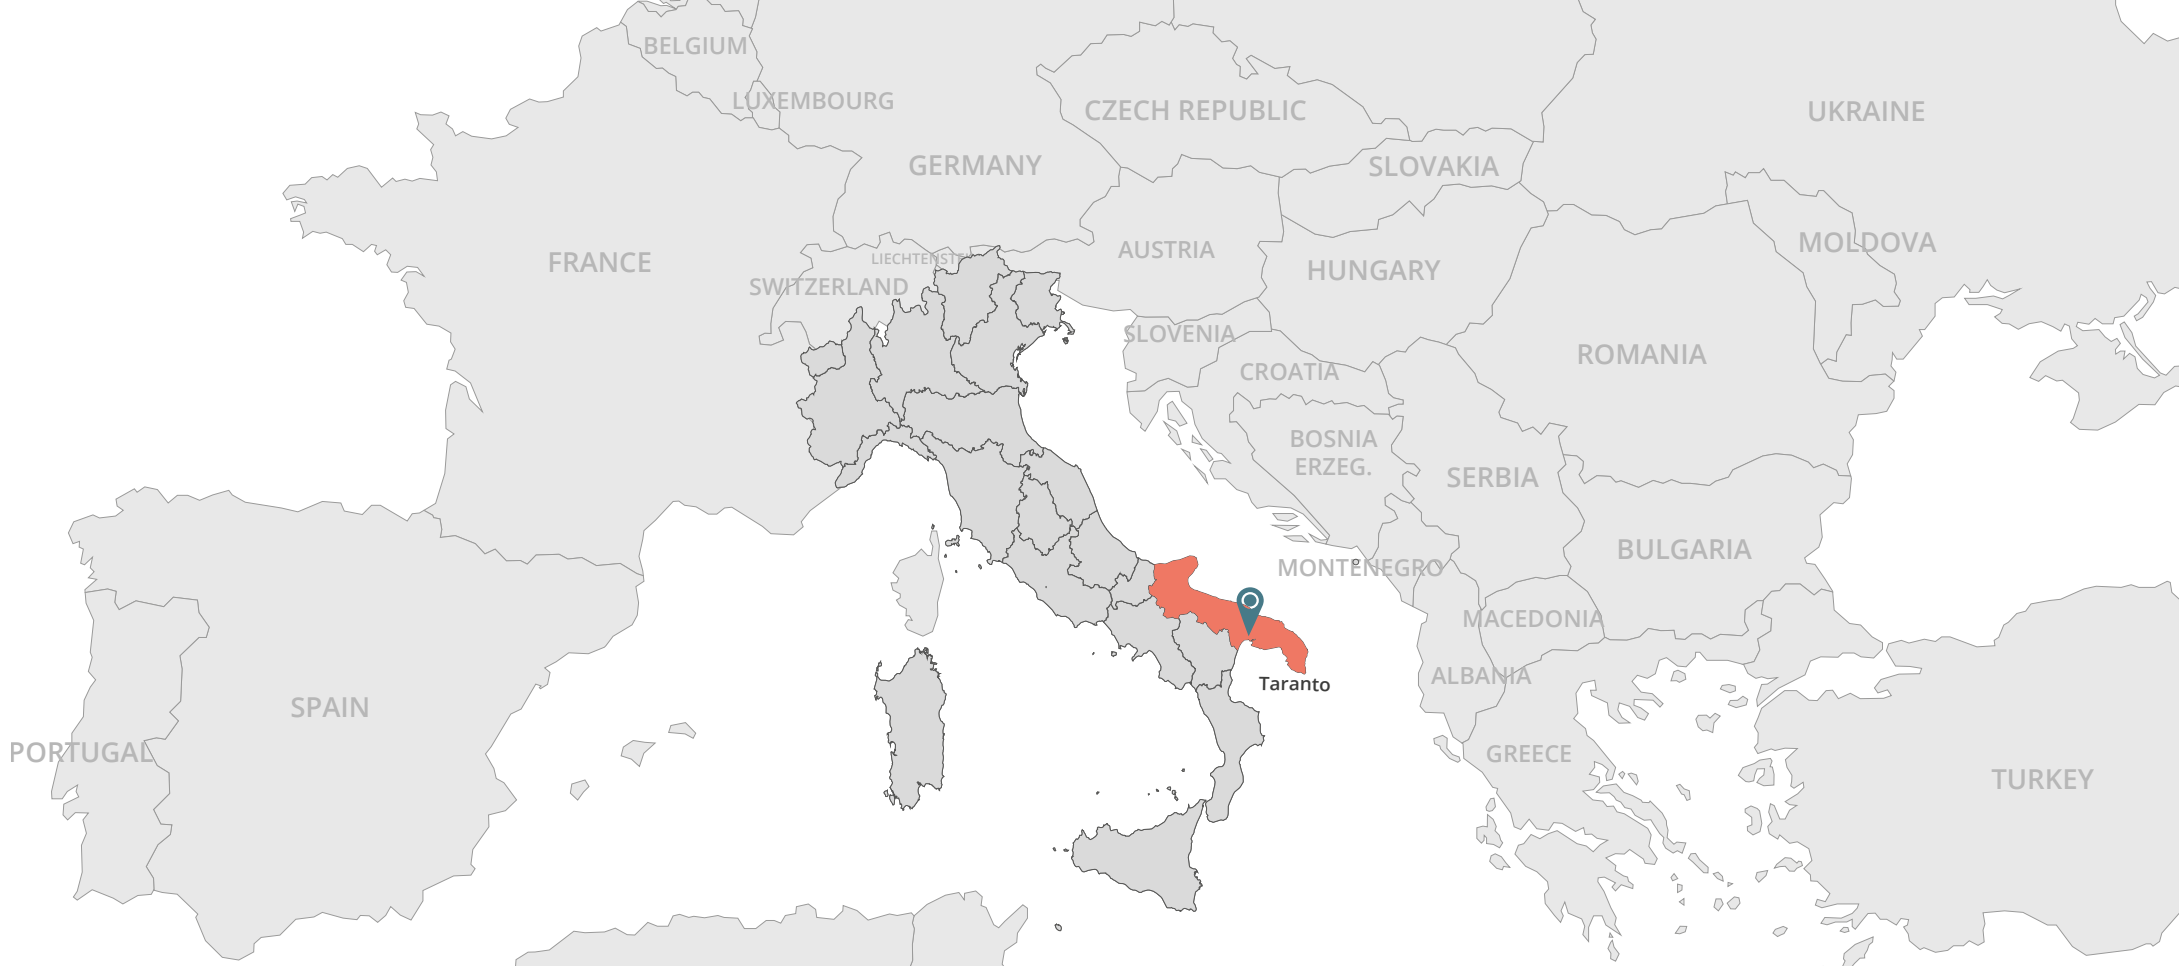 BELGIUM
LUXEMBOURG
CZECH REPUBLIC
UKRAINE
GERMANY
SLOVAKIA
MOLDOVA
AUSTRIA
FRANCE
LIECHTENSTE
HUNGARY
SWITZERLAND
SLOVENIA
ROMANIA
CROATIA
BOSNIA
ERZEG.
SERBIA
BULGARIA
MONTENEGRO
MACEDONIA
ALBANIA
Taranto
SPAIN
PORTUGAL
GREECE
TURKEY